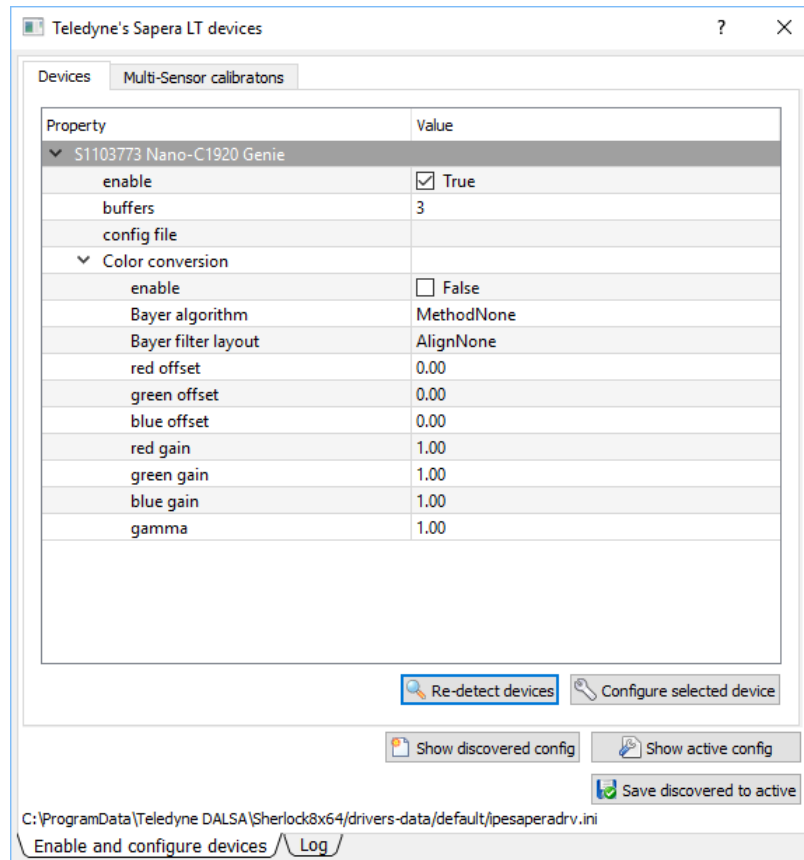 Teledyne's Sapera LT devices ?
Devices Multi-Sensor calibratons
Property Value
S1103773 Nano-C1920 Genie
enable True
buffers 3
config file
Color conversion
enable False
Bayer algorithm MethodNone
Bayer filter layout AlignNone
red offset 0.00
green offset 0.00
blue offset 0.00
red gain 1.00
green gain 1.00
blue gain 1.00
gamma 1.00
Re-detect devices Configure selected device
Show discovered config Show active config
Save discovered to active
C:\ProgramData\Teledyne DALSA\Sherlock8x64/drivers-data/default/ipesaperadrv.ini
Enable and configure devices Log